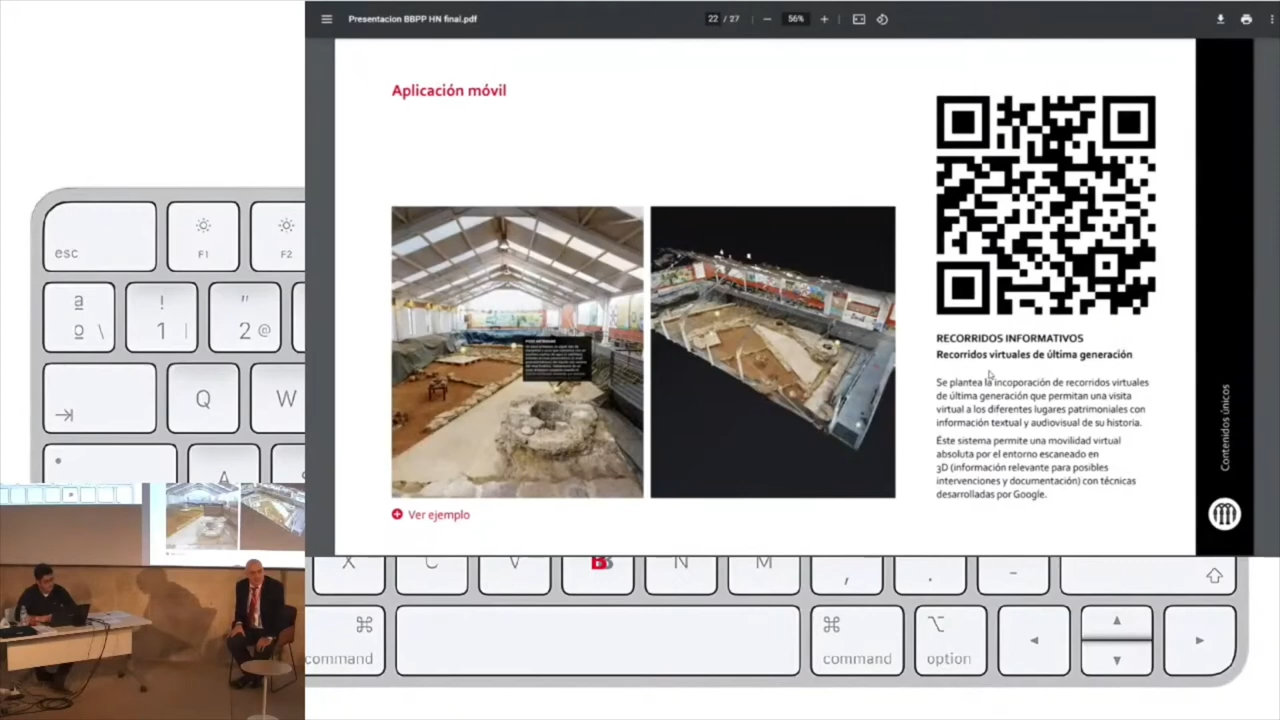 Presentacion BBPP HN final.pdf
22 / 27
56%
Aplicación móvil
POZO ANTERIOR
RECORRIDOS INFORMATIVOS
Recorridos virtuales de última generación
Se plantea la incoporación de recorridos virtuales
de última generación que permitan una visita
virtual a los diferentes lugares patrimoniales con
información textual y audiovisual de su historia.
Éste sistema permite una movilidad virtual
absoluta por el entorno escaneado en
3D (información relevante para posibles
intervenciones y documentación) con técnicas
desarrolladas por Google.
Ver ejemplo
Contenidos únicos
esc
F1
F2
ª
º \
!
1 |
"
2 @
Q
W
A
X
C
V
B
N
M
,
.
-
command
command
option